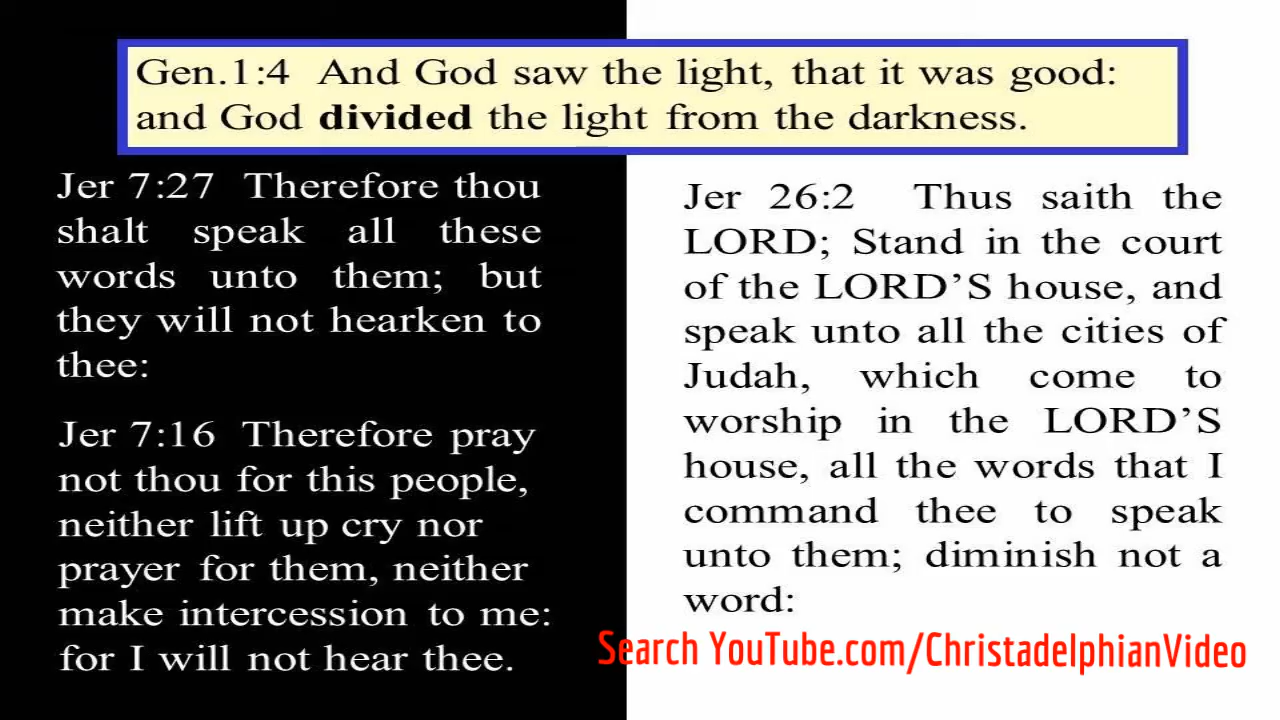 Gen.1:4 And God saw the light, that it was good:
and God divided the light from the darkness.
Jer 7:27 Therefore thou
shalt speak all these
words unto them; but
they will not hearken to
thee:
Jer 7:16 Therefore pray
not thou for this people,
neither lift up cry nor
prayer for them, neither
make intercession to me:
for I will not hear thee.
Jer 26:2 Thus saith the
LORD; Stand in the court
of the LORD’S house, and
speak unto all the cities of
Judah, which come to
worship in the LORD’S
house, all the words that I
command thee to speak
unto them; diminish not a
word:
Search YouTube.com/ChristadelphianVideo